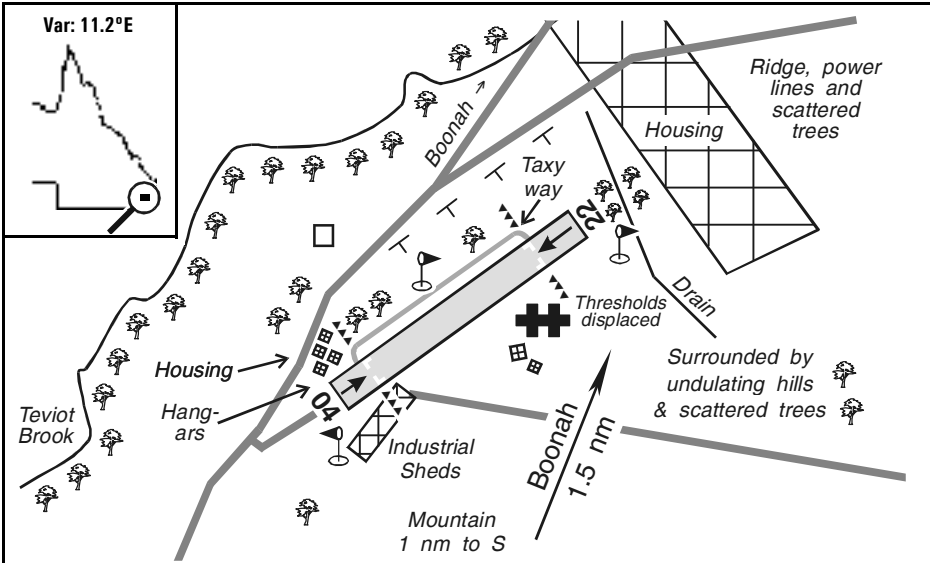 Var: 11.2ºE
Boonah
Ridge, power
lines and
scattered
trees
Housing
Taxy
way
22
Drain
Thresholds
displaced
Housing
Hang-
ars
04
Teviot
Brook
Industrial
Sheds
Surrounded by
undulating hills
& scattered trees
Boonah
1.5 nm
Mountain
1 nm to S